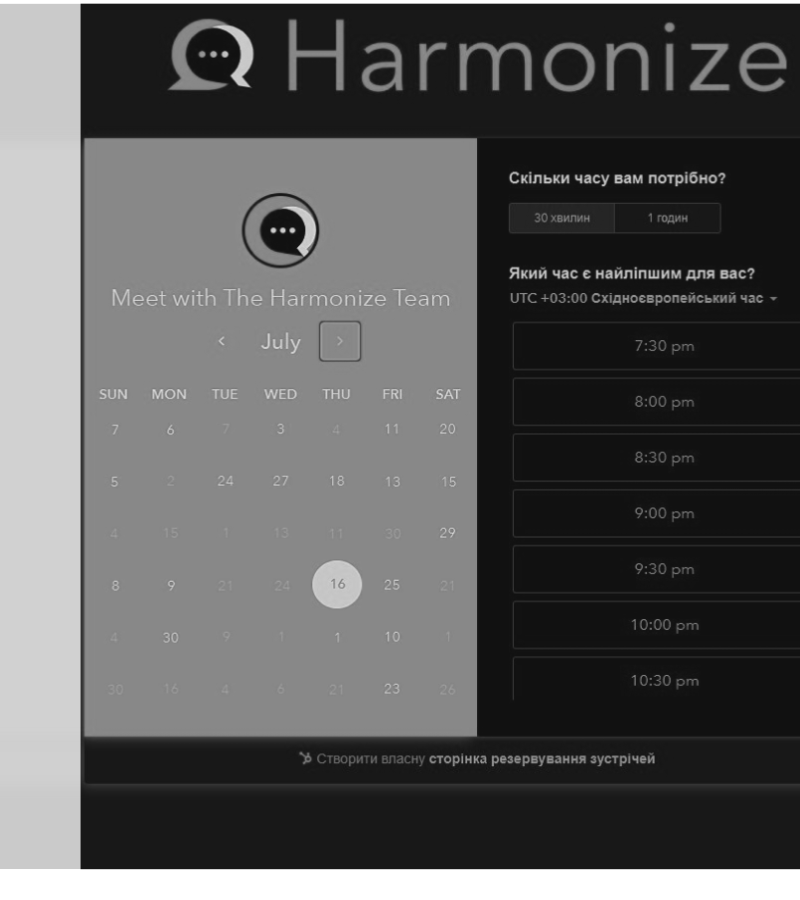 Harmonize
Meet with The Harmonize Team
July
SUN MON TUE WED THU FRI SAT
7 6 7 3 4 11 20
5 2 24 27 18 13 15
4 15 1 13 11 30 29
8 9 21 24 16 25 21
4 30 9 1 1 10 1
30 16 4 6 21 23 26
Скільки часу вам потрібно?
30 хвилин 1 годин
Який час є найліпшим для вас?
UTC +03:00 Східноєвропейський час
7:30 pm
8:00 pm
8:30 pm
9:00 pm
9:30 pm
10:00 pm
10:30 pm
Створити власну сторінка резервування зустрічей